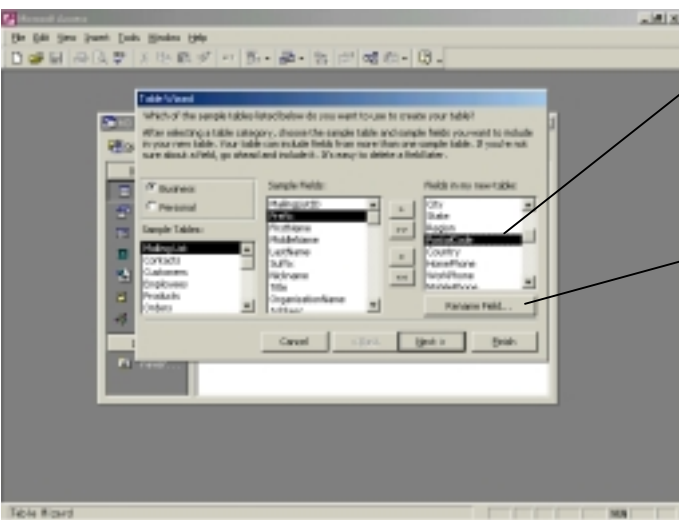 Microsoft Access
File Edit View Insert Tools Window Help
Table Wizard
Which of the sample tables listed below do you want to use to create your table?
After selecting a table category, choose the sample table and sample fields you want to include
in your new table. Your table can include fields from more than one sample table. If you're not
sure about a field, go ahead and include it. It's easy to delete a field later.
Business
Personal
Sample Tables:
Mailing List
Contacts
Customers
Employees
Products
Orders
Sample Fields:
MailingListID
Prefix
FirstName
MiddleName
LastName
Suffix
Nickname
Title
OrganizationName
Address
Fields in my new table:
City
State
Region
PostalCode
Country
HomePhone
WorkPhone
MobilePhone
>
>>
<
<<
Rename Field...
Cancel
< Back
Next >
Finish
Table Wizard
NUM